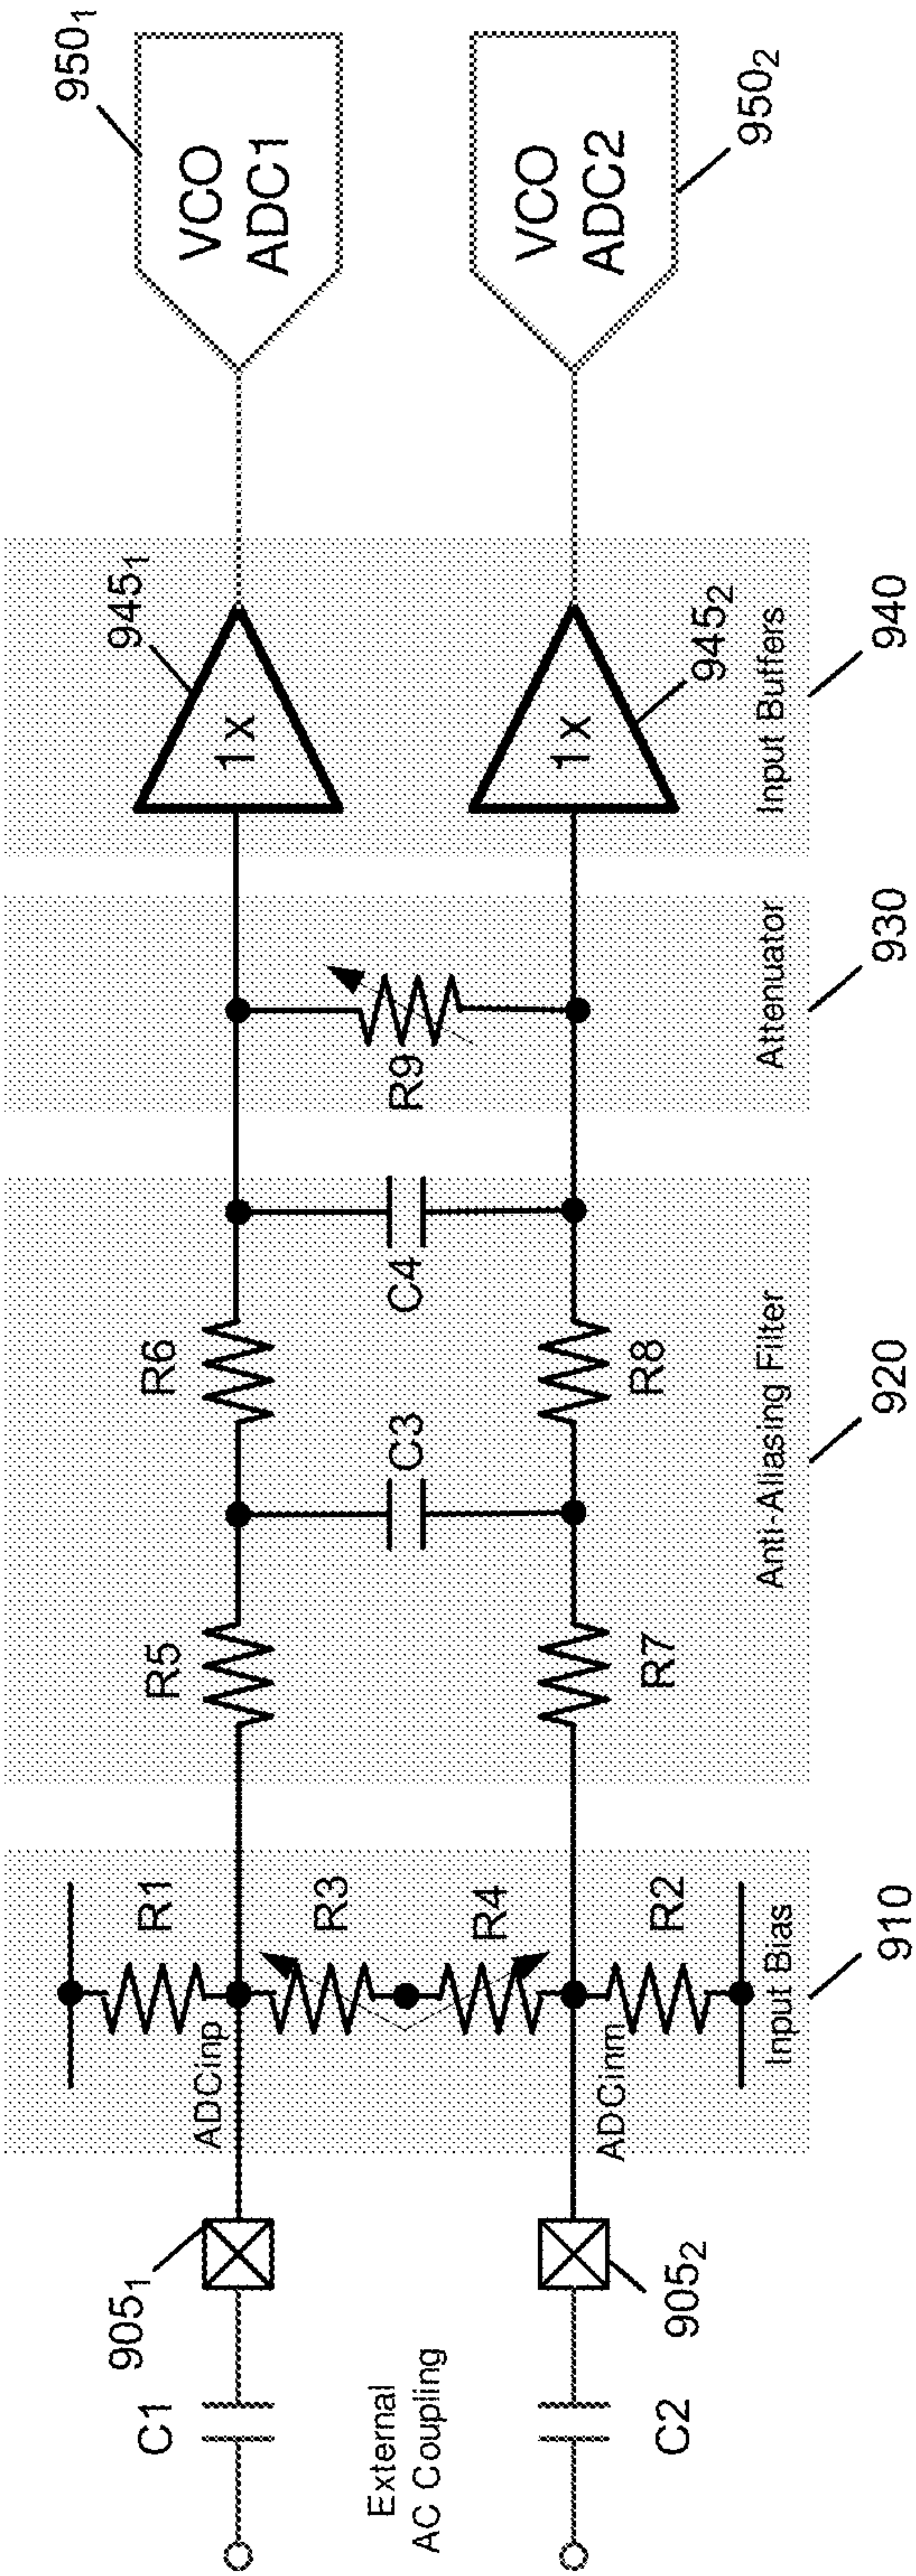 External
AC Coupling
C1
C2
905₁
905₂
ADCinp
ADCinm
R1
R3
R4
R2
Input Bias
910
R5
R7
C3
R6
R8
C4
Anti-Aliasing Filter
920
R9
Attenuator
930
1x
945₁
1x
945₂
Input Buffers
940
VCO
ADC1
950₁
VCO
ADC2
950₂